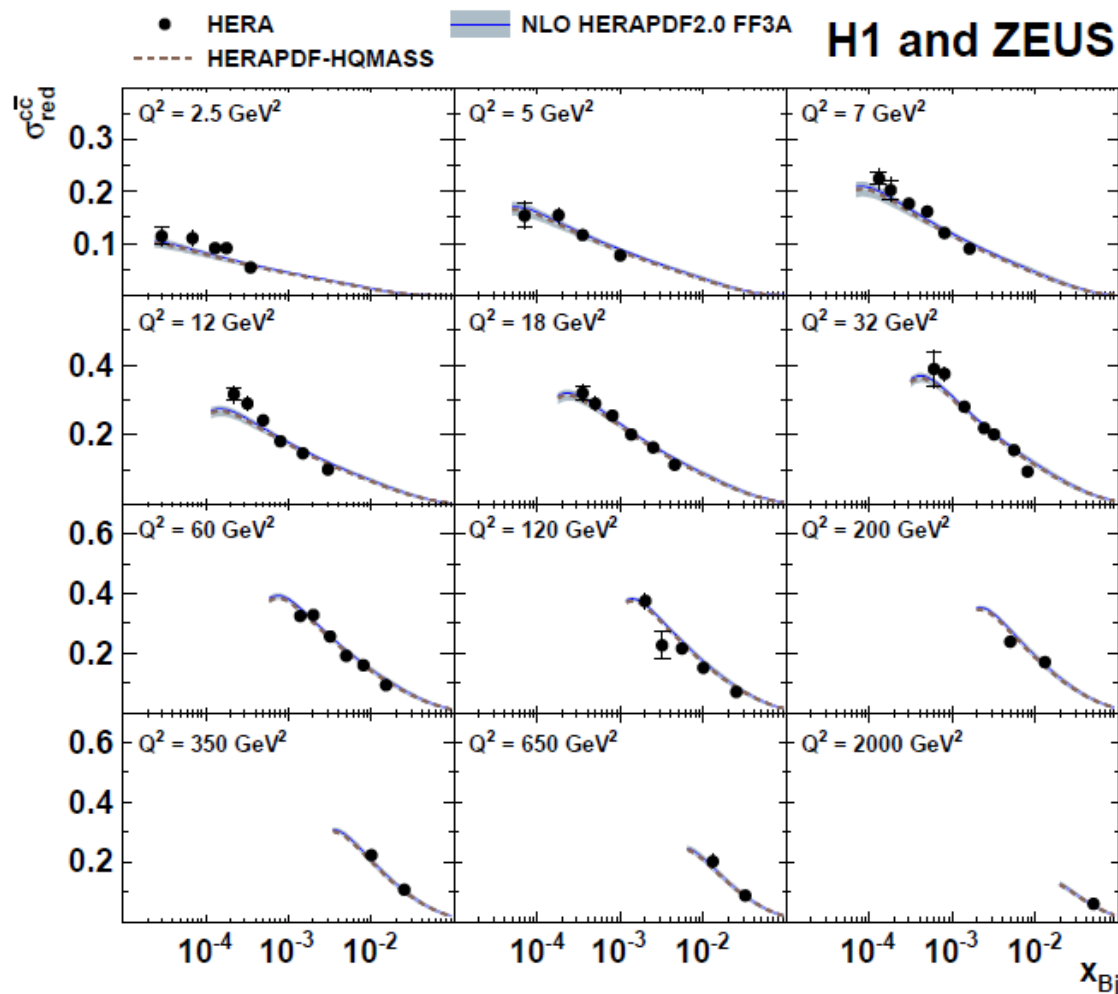 HERA
NLO HERAPDF2.0 FF3A
H1 and ZEUS
HERAPDF-HQMASS
σ_red^cc̄
Q² = 2.5 GeV²
Q² = 5 GeV²
Q² = 7 GeV²
0.3
0.2
0.1
Q² = 12 GeV²
Q² = 18 GeV²
Q² = 32 GeV²
0.4
0.2
Q² = 60 GeV²
Q² = 120 GeV²
Q² = 200 GeV²
0.6
0.4
0.2
Q² = 350 GeV²
Q² = 650 GeV²
Q² = 2000 GeV²
0.6
0.4
0.2
10⁻⁴ 10⁻³ 10⁻² 10⁻⁴ 10⁻³ 10⁻² 10⁻⁴ 10⁻³ 10⁻²
x_Bj